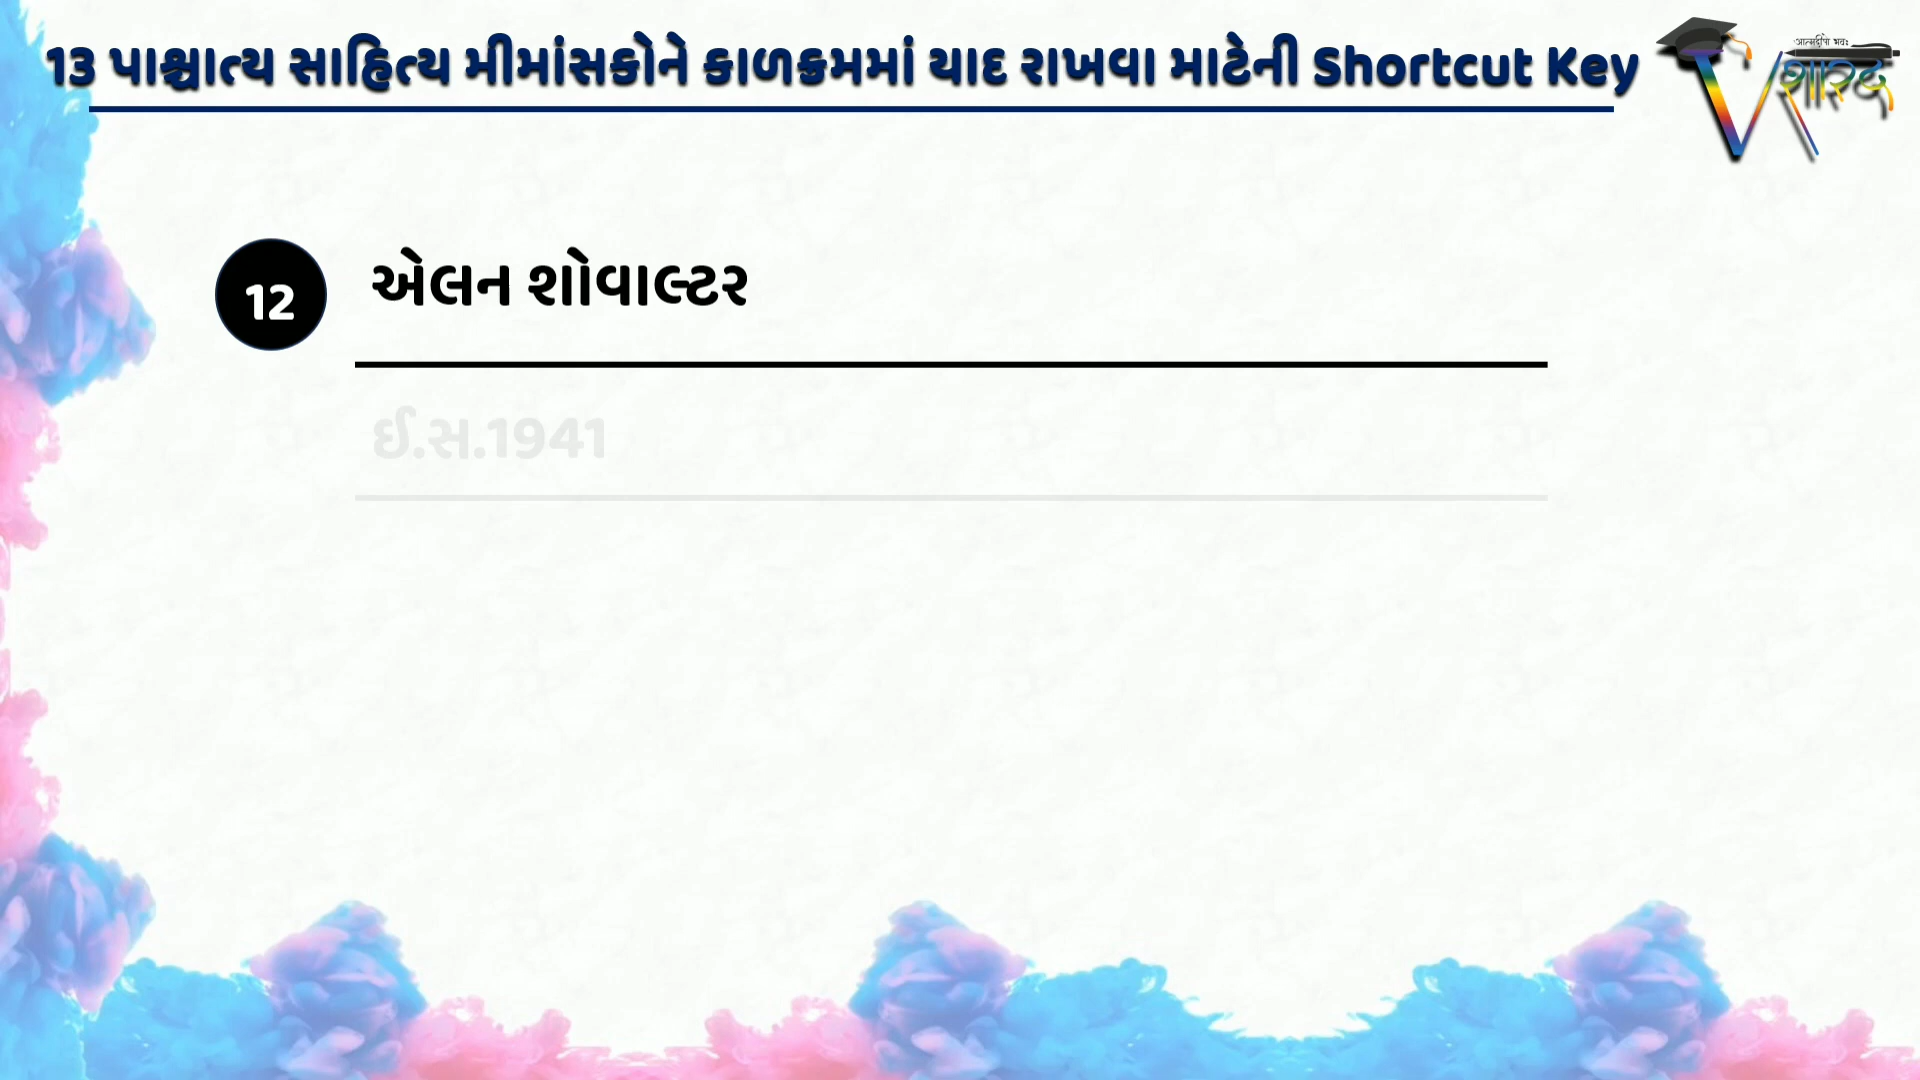 13 પાશ્ચાત્ય સાહિત્ય મીમાંસકોને કાળક્રમમાં યાદ રાખવા માટેની Shortcut Key
12
એલન શોવાલ્ટર
ઈ.સ.1941